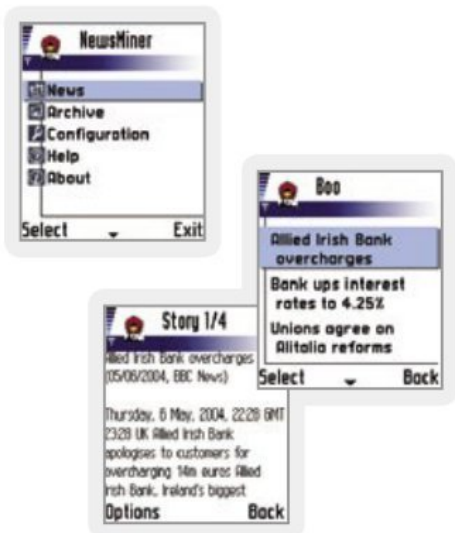 NewsMiner
News
Archive
Configuration
Help
About
Select
Exit
Boo
Allied Irish Bank
overcharges
Bank ups interest
rates to 4.25%
Unions agree on
Alitalia reforms
Select
Back
Story 1/4
Allied Irish Bank overcharges
(05/06/2004, BBC News)
Thursday, 6 May, 2004, 22:28 GMT
23:28 UK Allied Irish Bank
apologises to customers for
overcharging 14m euros Allied
Irish Bank, Ireland's biggest
Options
Back